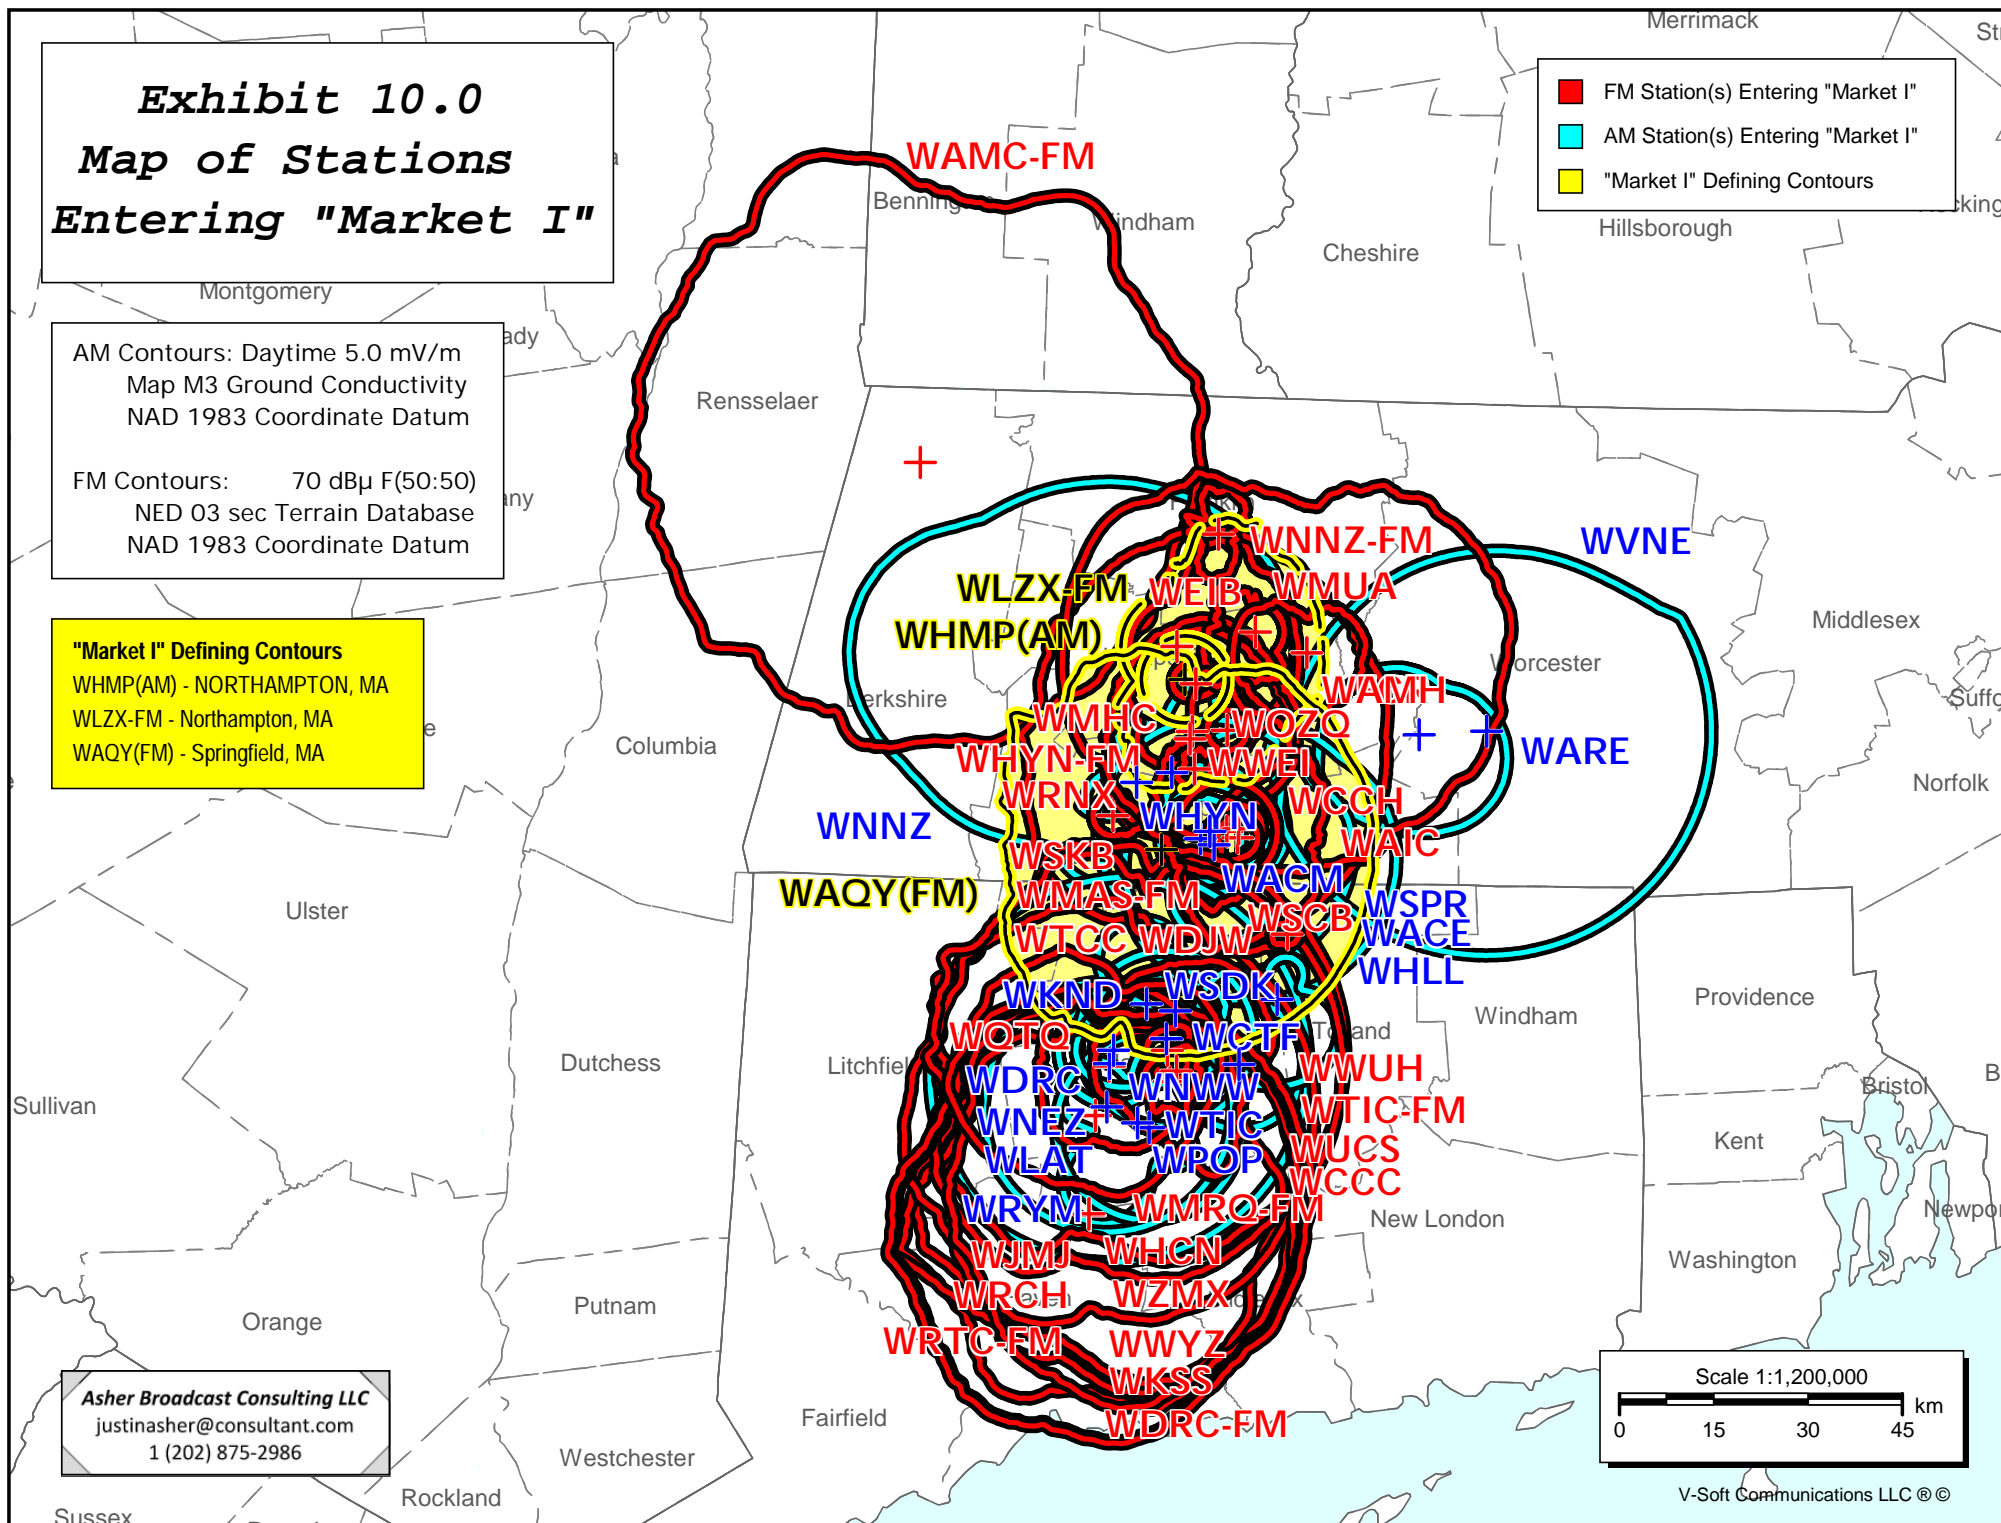 Exhibit 10.0
Map of Stations
Entering "Market I"
AM Contours: Daytime 5.0 mV/m
Map M3 Ground Conductivity
NAD 1983 Coordinate Datum
FM Contours: 70 dBµ F(50:50)
NED 03 sec Terrain Database
NAD 1983 Coordinate Datum
"Market I" Defining Contours
WHMP(AM) - NORTHAMPTON, MA
WLZX-FM - Northampton, MA
WAQY(FM) - Springfield, MA
FM Station(s) Entering "Market I"
AM Station(s) Entering "Market I"
"Market I" Defining Contours
Merrimack
WAMC-FM
Bennington
Windham
Cheshire
Hillsborough
Montgomery
Rensselaer
WNNZ-FM
WVNE
WLZX-FM
WEIB
WMUA
WHMP(AM)
Middlesex
Worcester
Berkshire
WAMH
Suffo
WMHC
WOZQ
Columbia
WARE
WHYN-FM
WWEI
Norfolk
WRNX
WHYN
WCCH
WNNZ
WAIC
WSKB
WACM
WAQY(FM)
WMAS-FM
WSPR
Ulster
WSCB
WACE
WTCC
WDJW
WHLL
WKND
WSDK
Providence
Windham
WQTQ
WCTF
Tolland
Dutchess
Litchfiel
WWUH
WDRC
WNWW
Bristol
Sullivan
WTIC-FM
WNEZ
WTIC
WUCS
Kent
WLAT
WPOP
WCCC
WRYM
WMRQ-FM
New London
Newpor
WJMJ
WHCN
Washington
WRCH
WZMX
Putnam
Orange
WRTC-FM
WWYZ
WKSS
Fairfield
WDRC-FM
Westchester
Rockland
Sussex
Asher Broadcast Consulting LLC
justinasher@consultant.com
1 (202) 875-2986
Scale 1:1,200,000
km
0 15 30 45
V-Soft Communications LLC ® ©